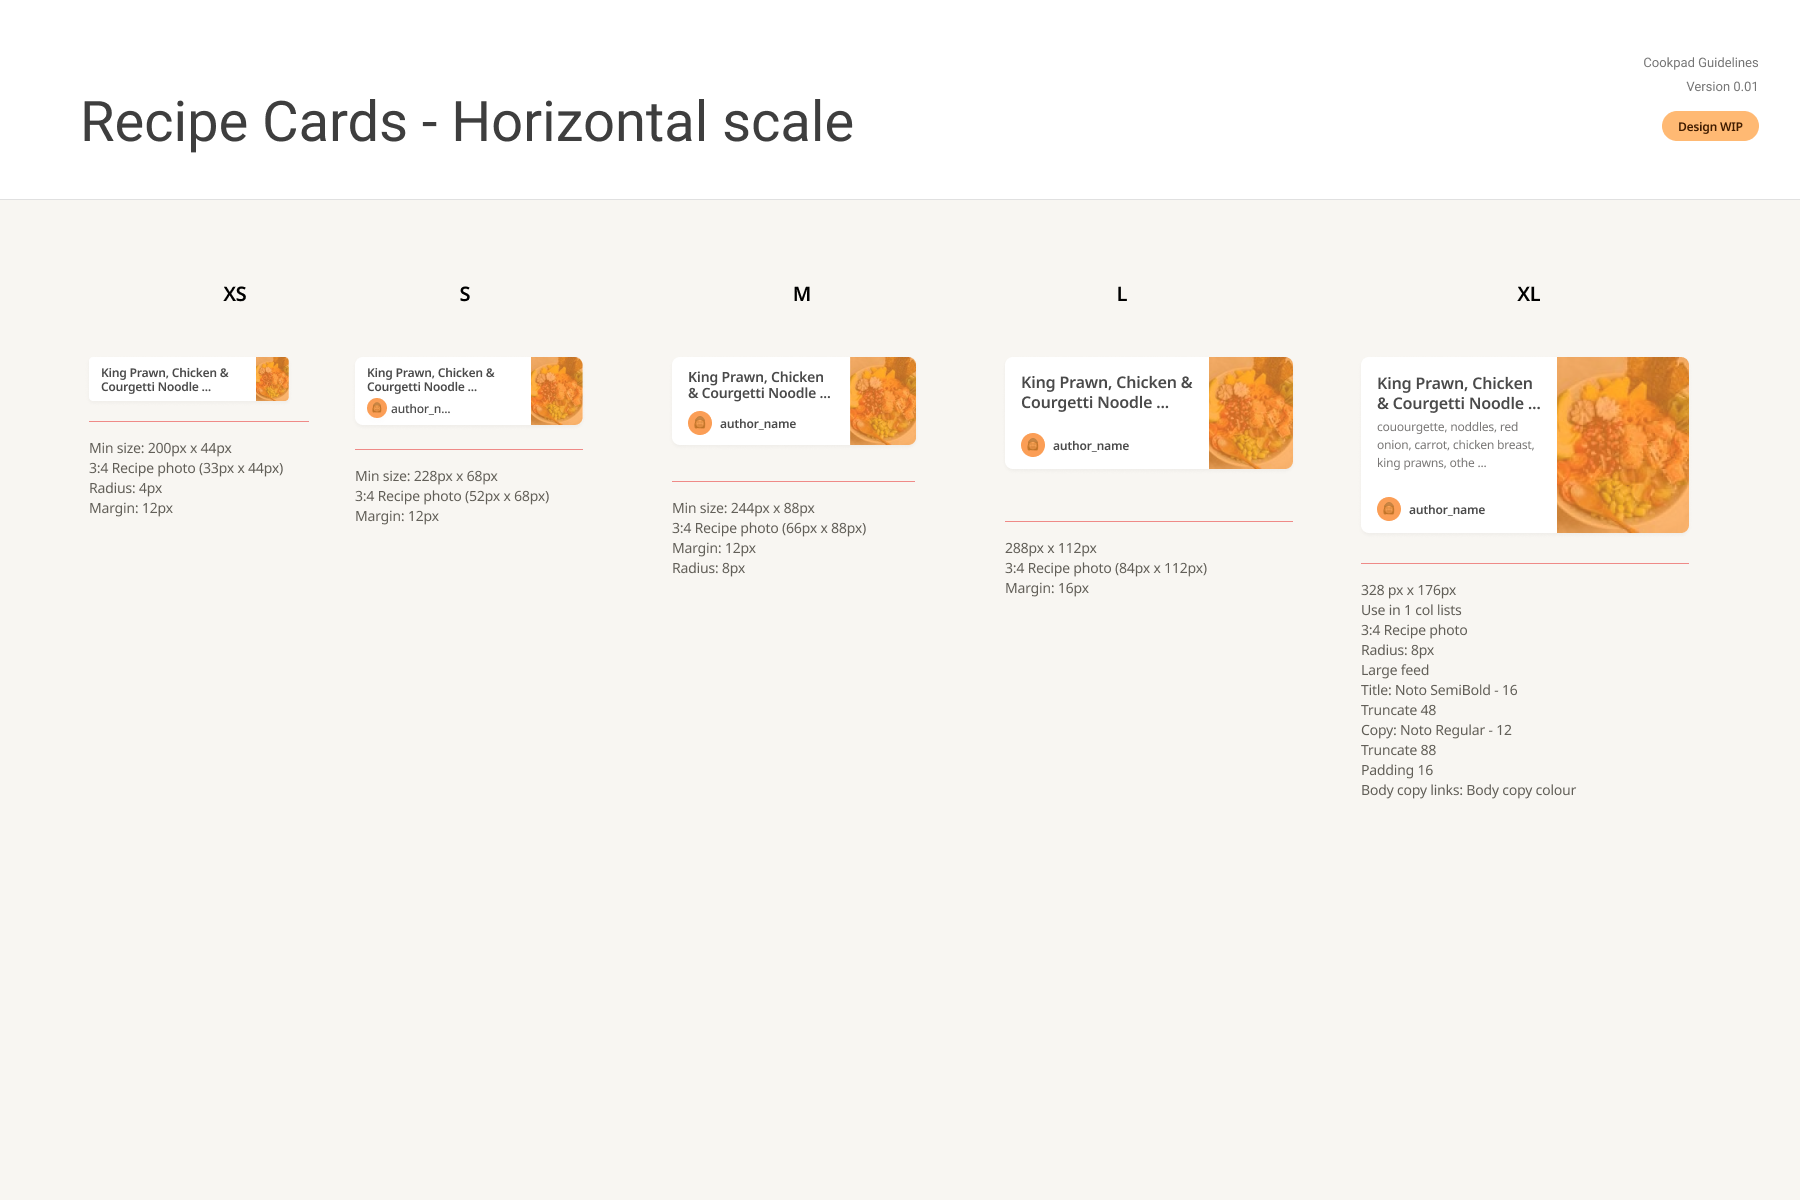 Cookpad Guidelines
Version 0.01
Design WIP
Recipe Cards - Horizontal scale
XS
King Prawn, Chicken &
Courgetti Noodle ...
Min size: 200px x 44px
3:4 Recipe photo (33px x 44px)
Radius: 4px
Margin: 12px
S
King Prawn, Chicken &
Courgetti Noodle ...
author_n...
Min size: 228px x 68px
3:4 Recipe photo (52px x 68px)
Margin: 12px
M
King Prawn, Chicken
& Courgetti Noodle ...
author_name
Min size: 244px x 88px
3:4 Recipe photo (66px x 88px)
Margin: 12px
Radius: 8px
L
King Prawn, Chicken &
Courgetti Noodle ...
author_name
288px x 112px
3:4 Recipe photo (84px x 112px)
Margin: 16px
XL
King Prawn, Chicken
& Courgetti Noodle ...
couourgette, noddles, red
onion, carrot, chicken breast,
king prawns, othe ...
author_name
328 px x 176px
Use in 1 col lists
3:4 Recipe photo
Radius: 8px
Large feed
Title: Noto SemiBold - 16
Truncate 48
Copy: Noto Regular - 12
Truncate 88
Padding 16
Body copy links: Body copy colour